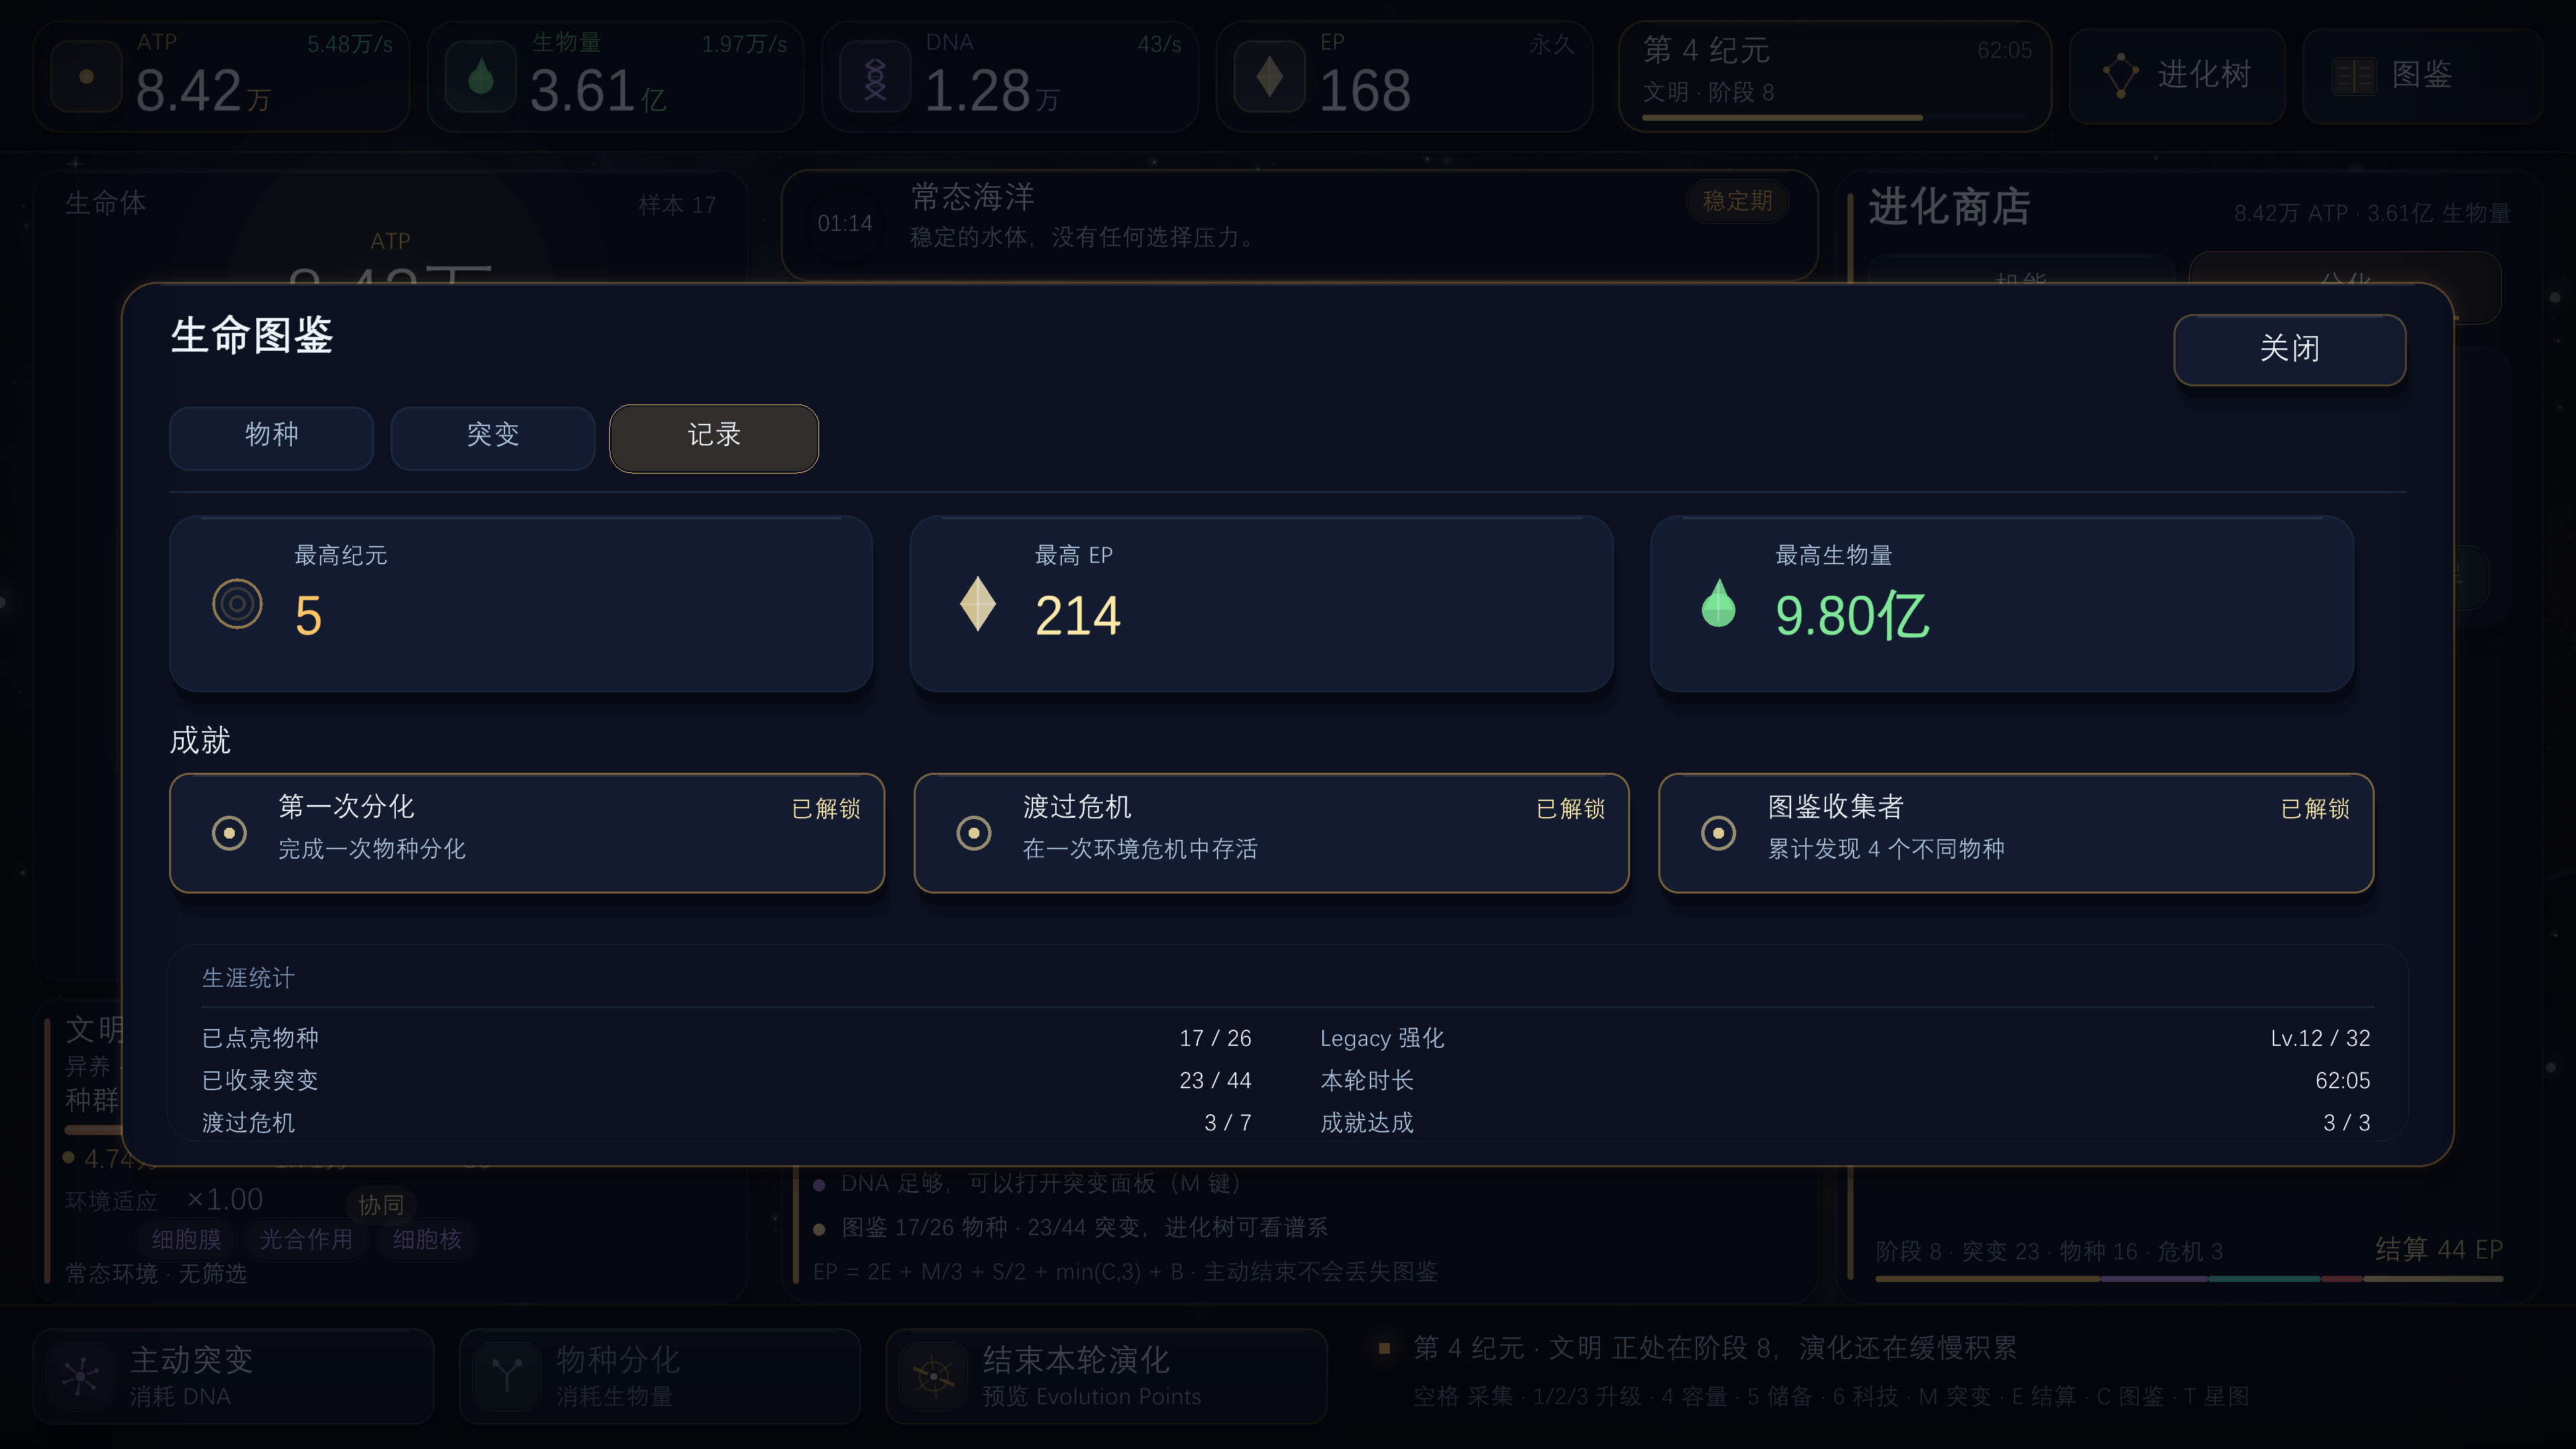 ATP
5.48万/s
8.42万
生物量
1.97万/s
3.61亿
DNA
43/s
1.28万
EP
永久
168
第 4 纪元
62:05
文明 · 阶段 8
进化树
图鉴
生命体
样本 17
ATP
01:14
常态海洋
稳定期
稳定的水体，没有任何选择压力。
进化商店
8.42万 ATP · 3.61亿 生物量
生命图鉴
关闭
物种
突变
记录
最高纪元
5
最高 EP
214
最高生物量
9.80亿
成就
第一次分化
已解锁
完成一次物种分化
渡过危机
已解锁
在一次环境危机中存活
图鉴收集者
已解锁
累计发现 4 个不同物种
生涯统计
已点亮物种
17 / 26
Legacy 强化
Lv.12 / 32
已收录突变
23 / 44
本轮时长
62:05
渡过危机
3 / 7
成就达成
3 / 3
文明
异养
种群
4.74
环境适应
×1.00
协同
细胞膜
光合作用
细胞核
常态环境 · 无筛选
DNA 足够，可以打开突变面板（M 键）
图鉴 17/26 物种 · 23/44 突变，进化树可看谱系
EP = 2E + M/3 + S/2 + min(C,3) + B · 主动结束不会丢失图鉴
阶段 8 · 突变 23 · 物种 16 · 危机 3
结算 44 EP
主动突变
消耗 DNA
物种分化
消耗生物量
结束本轮演化
预览 Evolution Points
第 4 纪元 · 文明 正处在阶段 8，演化还在缓慢积累
空格 采集 · 1/2/3 升级 · 4 容量 · 5 储备 · 6 科技 · M 突变 · E 结算 · C 图鉴 · T 星图